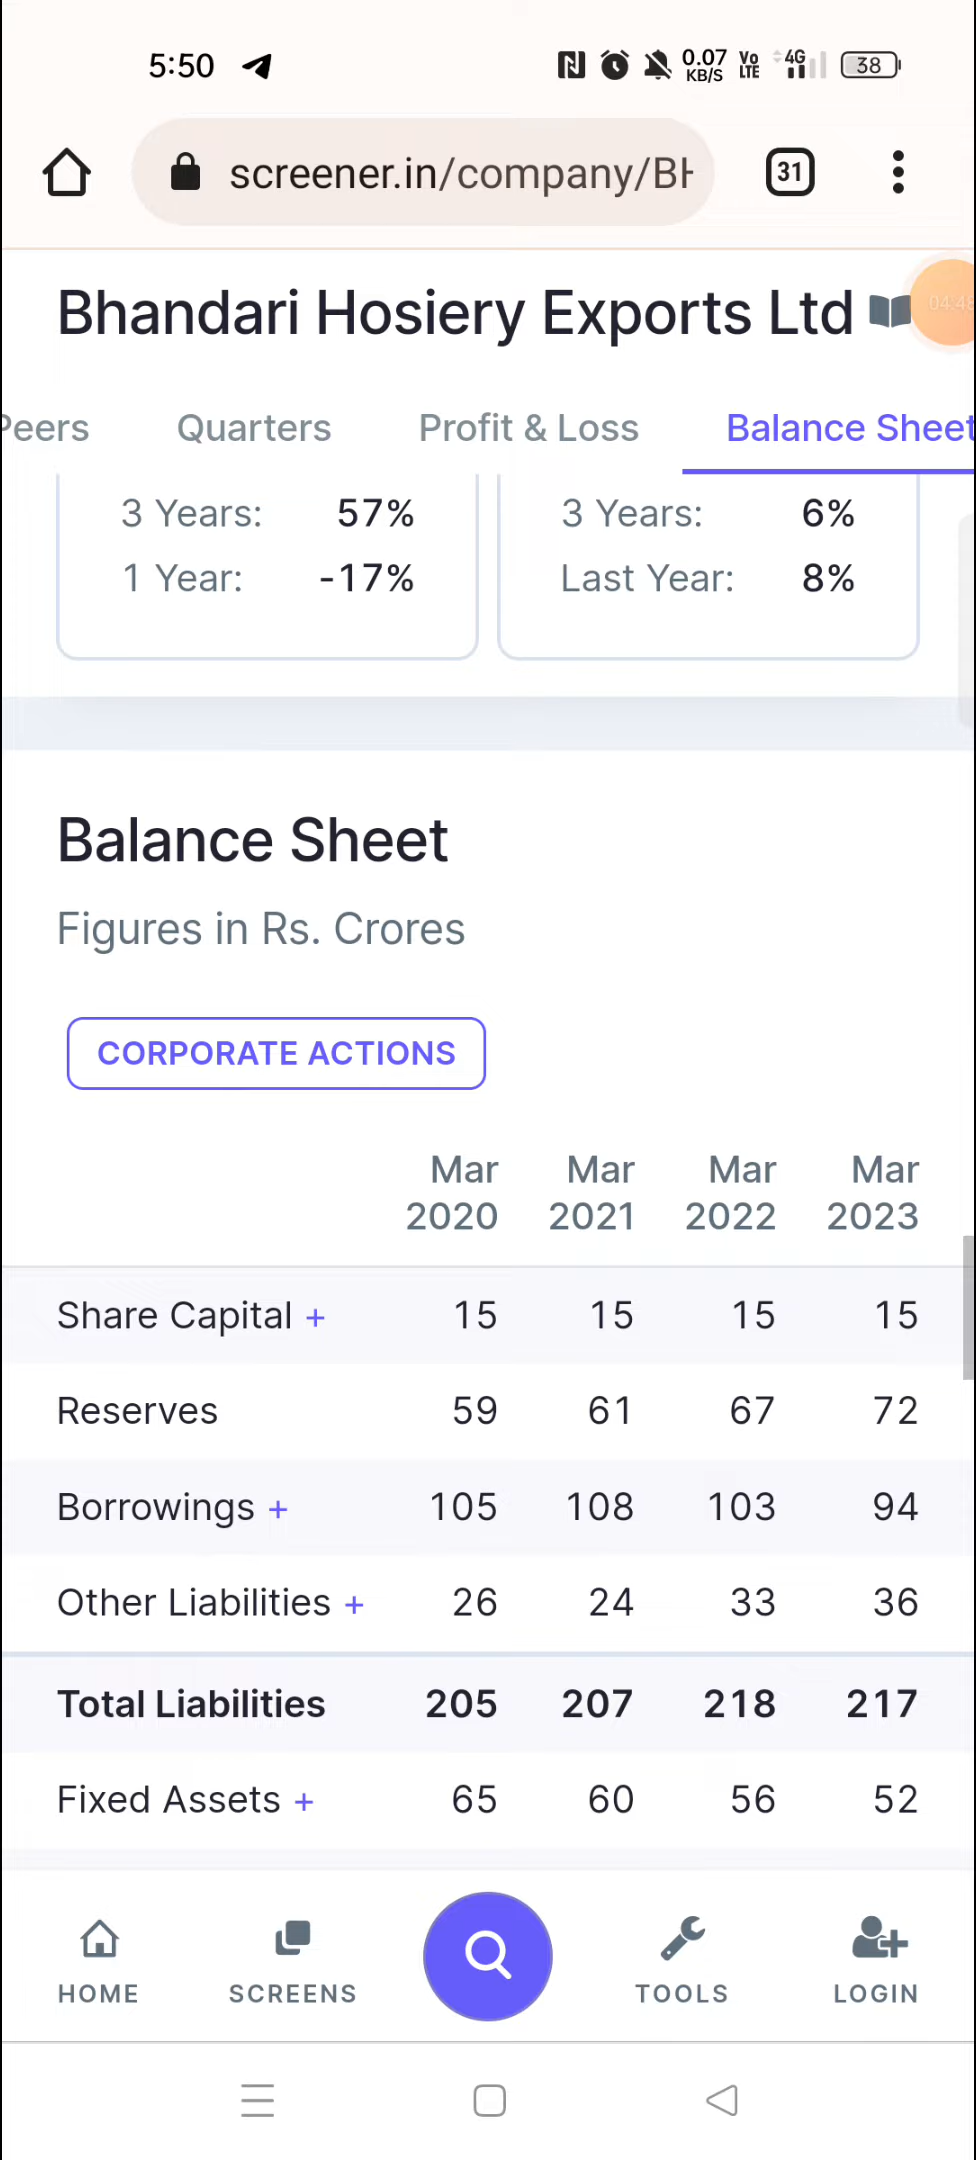 5:50 0.07 KB/S Vo LTE 4G 38
screener.in/company/BH 31
Bhandari Hosiery Exports Ltd
Peers Quarters Profit & Loss Balance Sheet
3 Years: 57% 3 Years: 6%
1 Year: -17% Last Year: 8%
Balance Sheet
Figures in Rs. Crores
CORPORATE ACTIONS
Mar 2020 Mar 2021 Mar 2022 Mar 2023
Share Capital + 15 15 15 15
Reserves 59 61 67 72
Borrowings + 105 108 103 94
Other Liabilities + 26 24 33 36
Total Liabilities 205 207 218 217
Fixed Assets + 65 60 56 52
HOME SCREENS TOOLS LOGIN